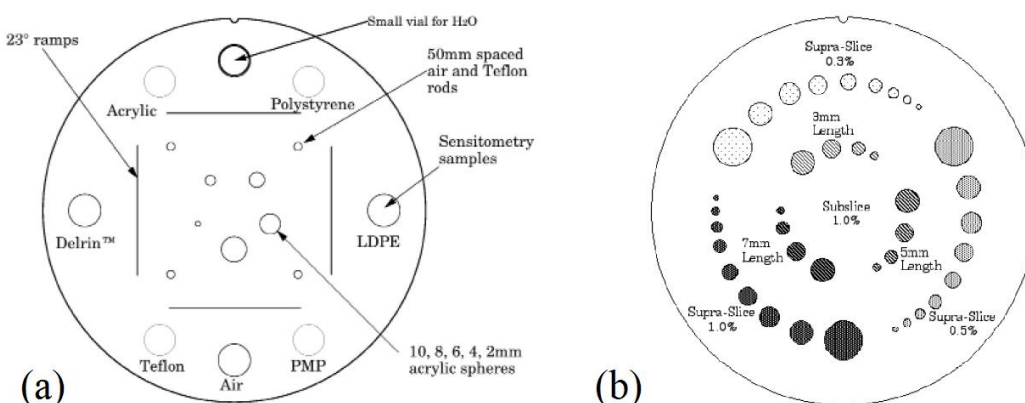 Small vial for H2O
23° ramps
50mm spaced
air and Teflon
rods
Acrylic
Polystyrene
Sensitometry
samples
Delrin™
LDPE
10, 8, 6, 4, 2mm
acrylic spheres
Teflon
Air
PMP
(a)
Supra-Slice
0.3%
3mm
Length
Subslice
1.0%
7mm
Length
5mm
Length
Supra-Slice
1.0%
Supra-Slice
0.5%
(b)